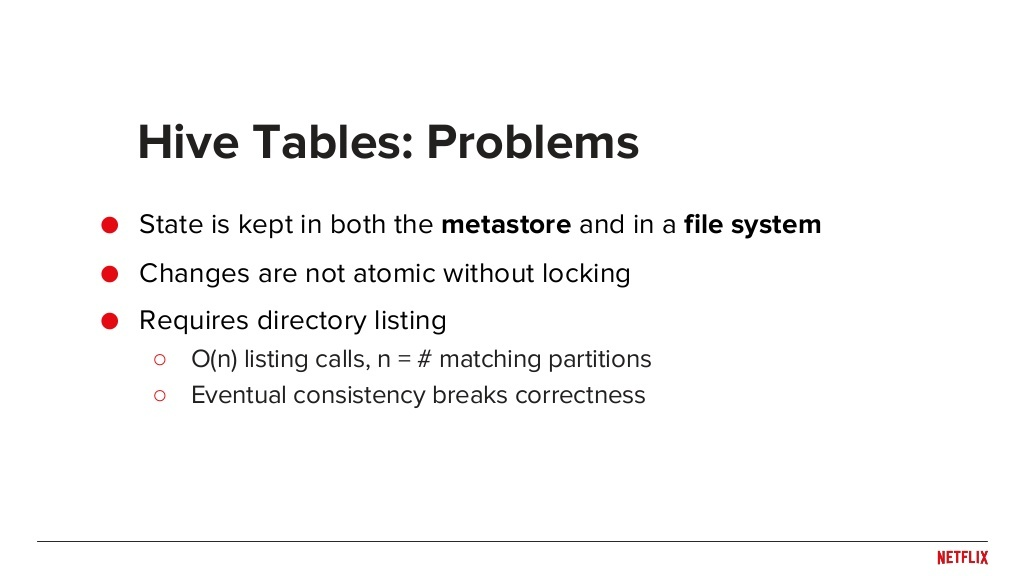 Hive Tables: Problems
● State is kept in both the metastore and in a file system
● Changes are not atomic without locking
● Requires directory listing
○ O(n) listing calls, n = # matching partitions
○ Eventual consistency breaks correctness
NETFLIX